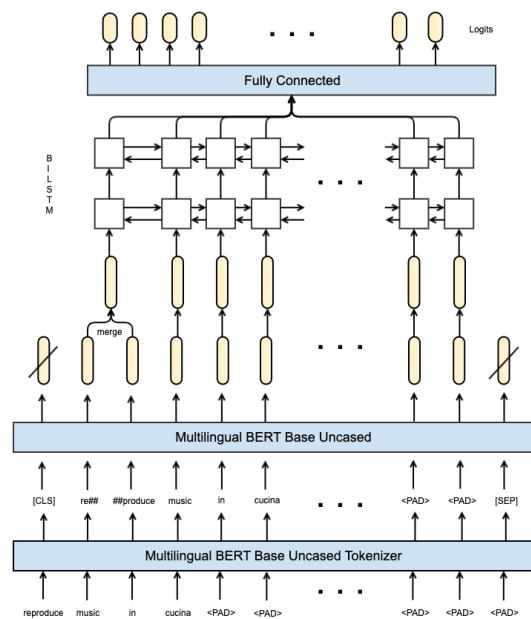 Logits
. . .
Fully Connected
BILSTM
. . .
merge
. . .
Multilingual BERT Base Uncased
[CLS] re## ##produce music in cucina . . . <PAD> <PAD> [SEP]
Multilingual BERT Base Uncased Tokenizer
reproduce music in cucina <PAD> <PAD> . . . <PAD> <PAD> <PAD>